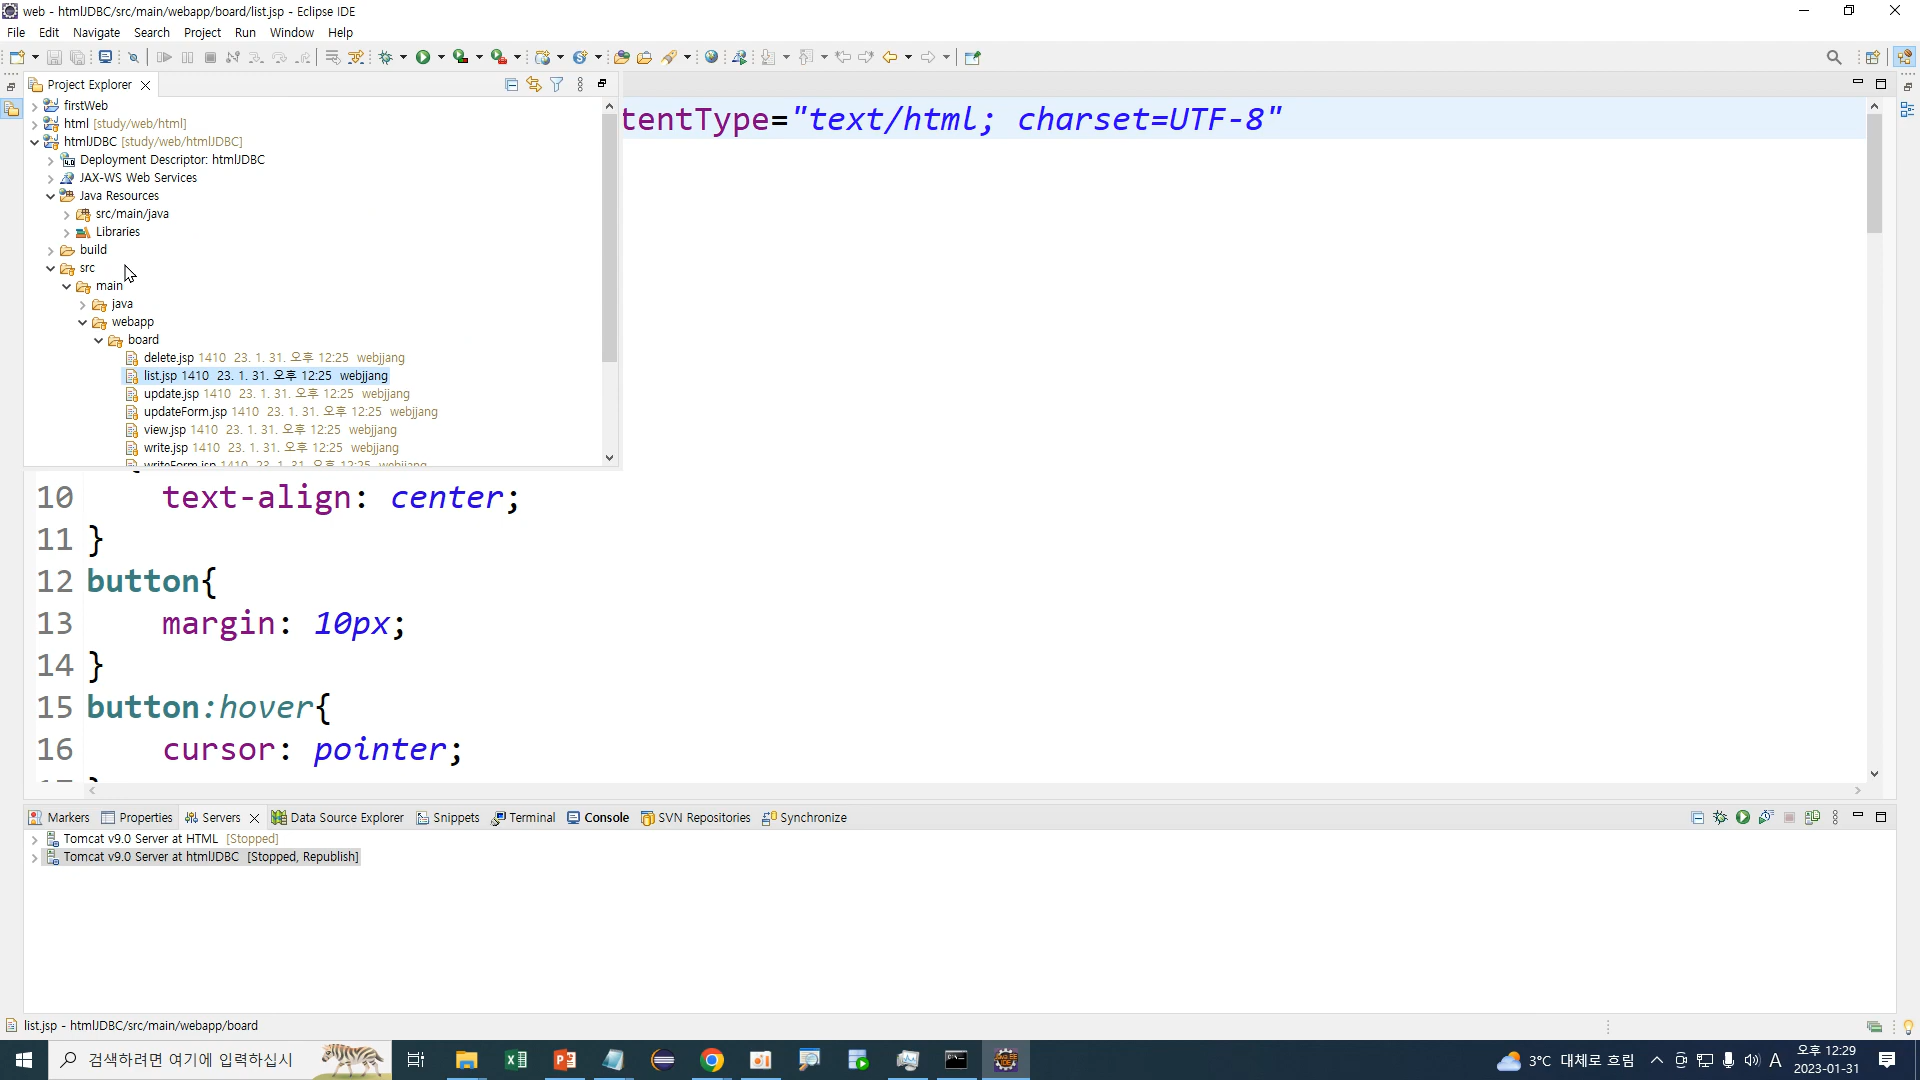 web - htmlJDBC/src/main/webapp/board/list.jsp - Eclipse IDE
File Edit Navigate Search Project Run Window Help
Project Explorer
firstWeb
html [study/web/html]
htmlJDBC [study/web/htmlJDBC]
Deployment Descriptor: htmlJDBC
JAX-WS Web Services
Java Resources
src/main/java
Libraries
build
src
main
java
webapp
board
delete.jsp 1410 23. 1. 31. 오후 12:25 webjjang
list.jsp 1410 23. 1. 31. 오후 12:25 webjjang
update.jsp 1410 23. 1. 31. 오후 12:25 webjjang
updateForm.jsp 1410 23. 1. 31. 오후 12:25 webjjang
view.jsp 1410 23. 1. 31. 오후 12:25 webjjang
write.jsp 1410 23. 1. 31. 오후 12:25 webjjang
writeForm.jsp 1410 23. 1. 31. 오후 12:25 webjjang
tentType="text/html; charset=UTF-8"
10 text-align: center;
11 }
12 button{
13 margin: 10px;
14 }
15 button:hover{
16 cursor: pointer;
Markers Properties Servers Data Source Explorer Snippets Terminal Console SVN Repositories Synchronize
Tomcat v9.0 Server at HTML [Stopped]
Tomcat v9.0 Server at htmlJDBC [Stopped, Republish]
list.jsp - htmlJDBC/src/main/webapp/board
검색하려면 여기에 입력하십시
3°C 대체로 흐림
A
오후 12:29
2023-01-31